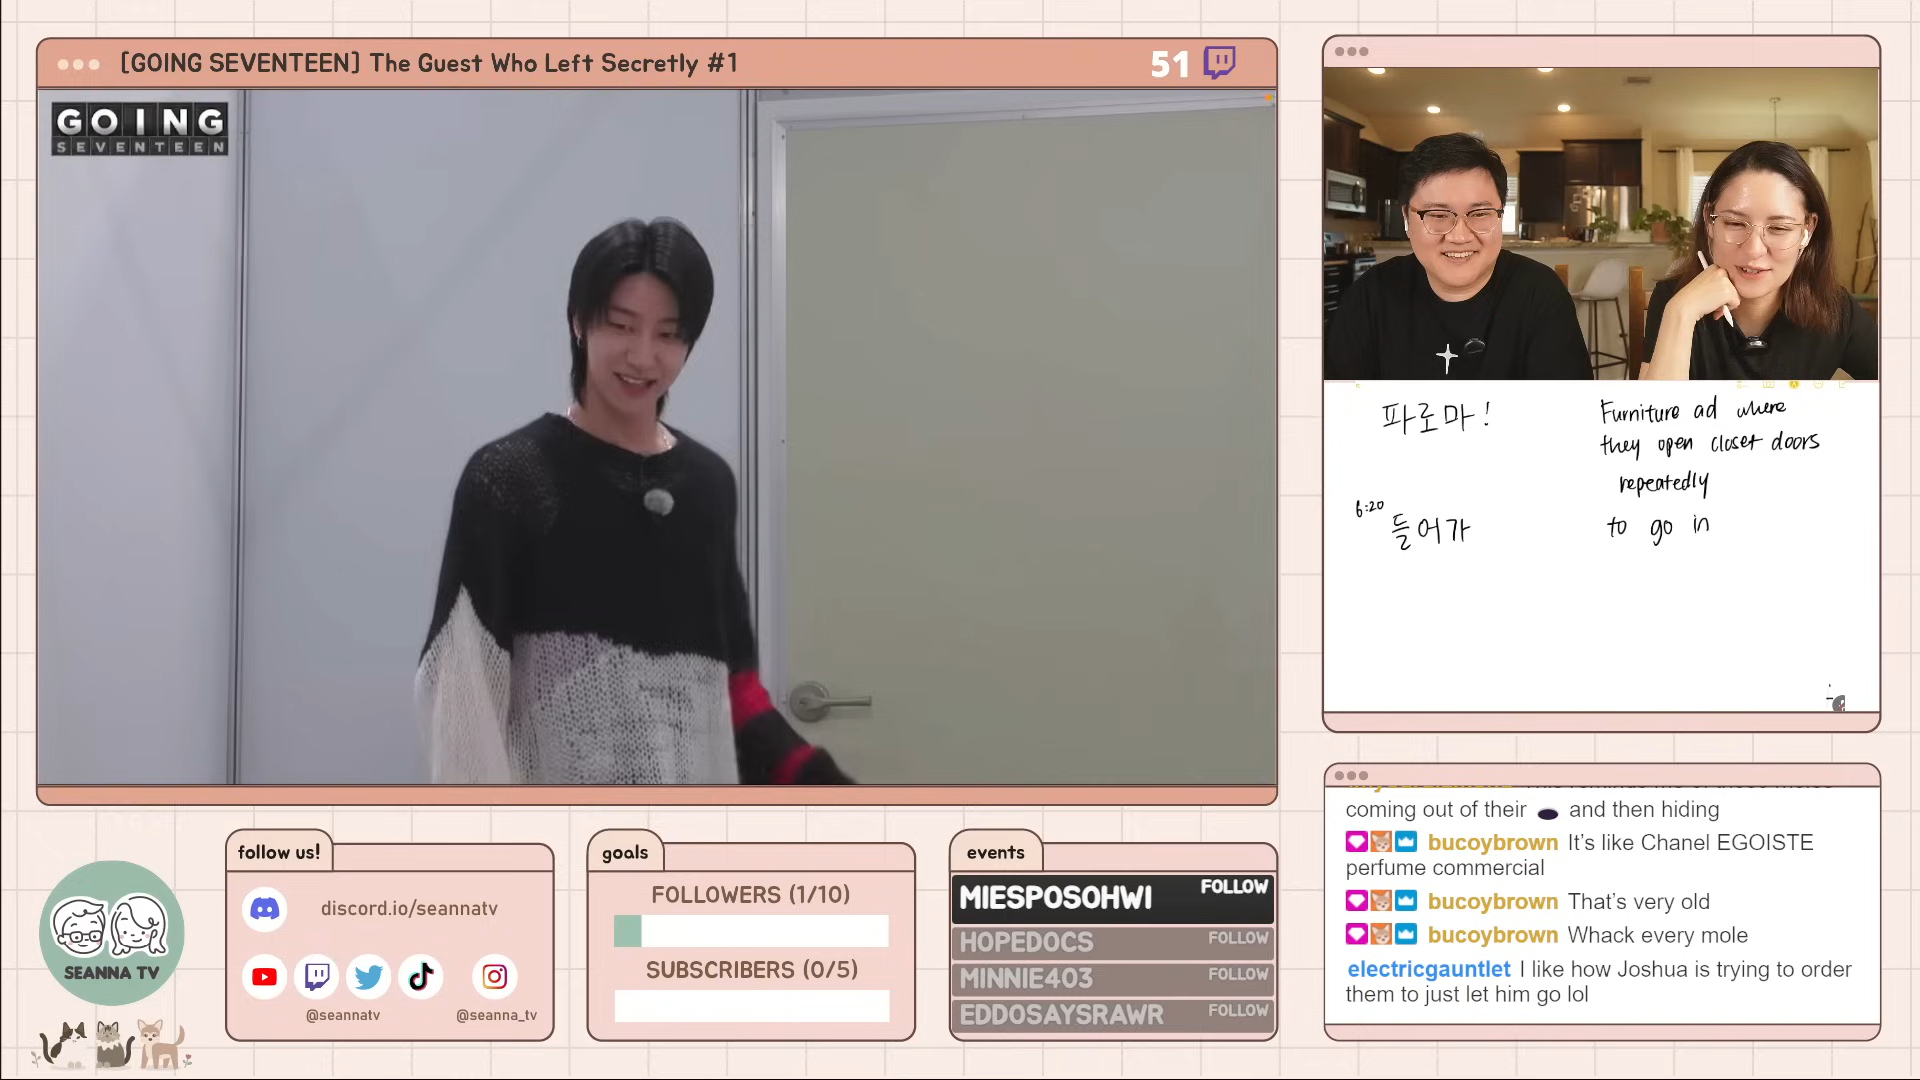 [GOING SEVENTEEN] The Guest Who Left Secretly #1
51
GOING
SEVENTEEN
파로마!
Furniture ad where
they open closet doors
repeatedly
6:20
들어가
to go in
coming out of their and then hiding
bucoybrown It's like Chanel EGOISTE
perfume commercial
bucoybrown That's very old
bucoybrown Whack every mole
electricgauntlet I like how Joshua is trying to order
them to just let him go lol
SEANNA TV
follow us!
discord.io/seannatv
@seannatv
@seanna_tv
goals
FOLLOWERS (1/10)
SUBSCRIBERS (0/5)
events
MIESPOSOHWI FOLLOW
HOPEDOCS FOLLOW
MINNIE403 FOLLOW
EDDOSAYSRAWR FOLLOW